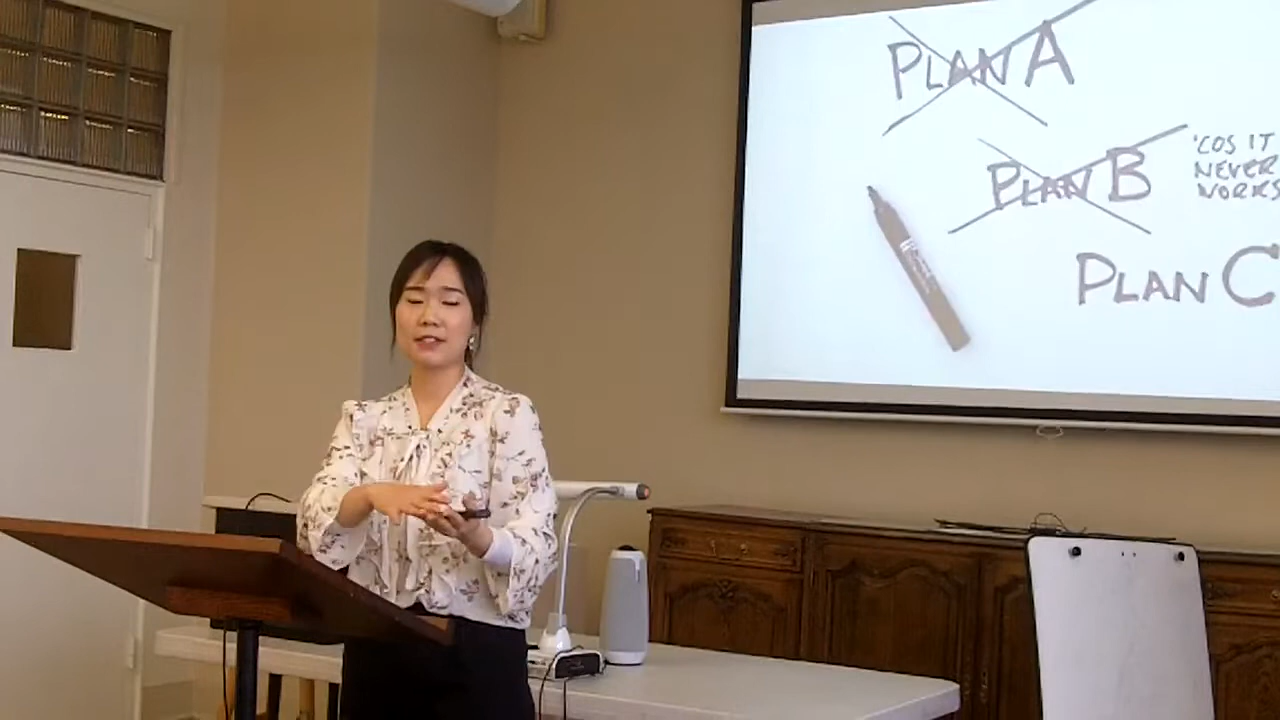 PLAN A
PLAN B
'COS IT
NEVER
WORKS
PLAN C